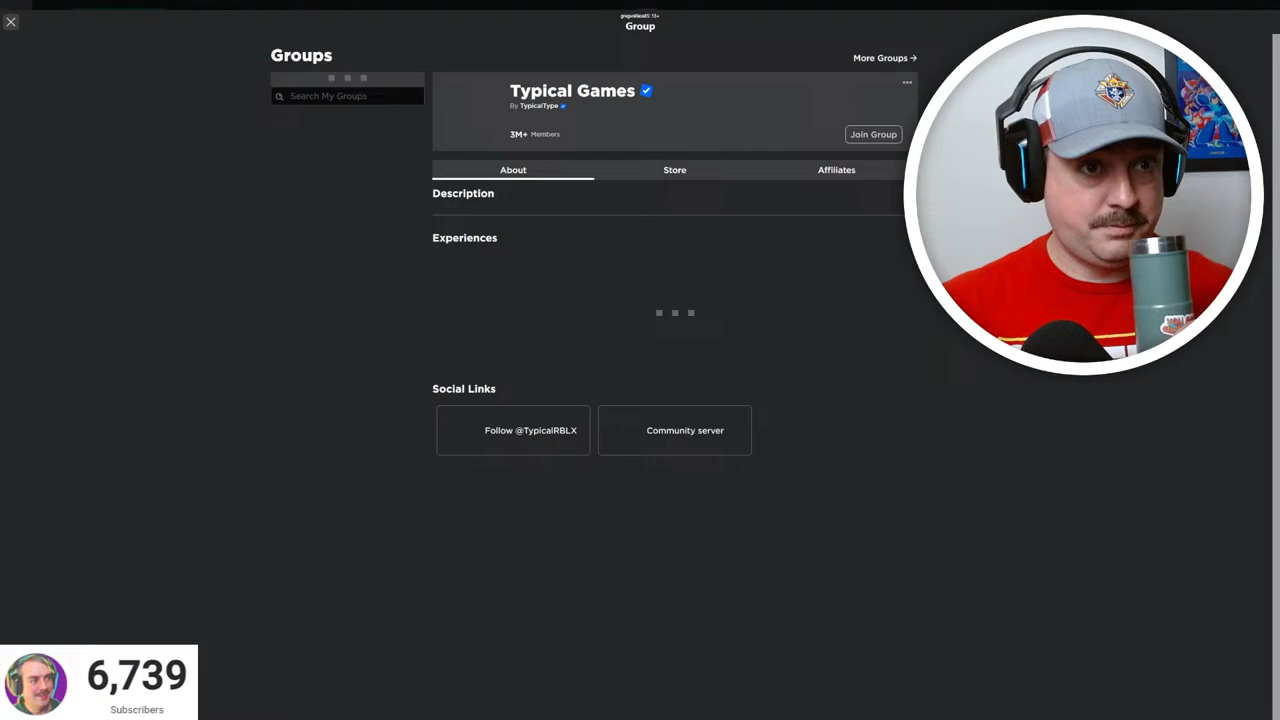 Group
Groups
More Groups →
Search My Groups
Typical Games
By TypicalType
3M+ Members
Join Group
About
Store
Affiliates
Description
Experiences
Social Links
Follow @TypicalRBLX
Community server
6,739
Subscribers